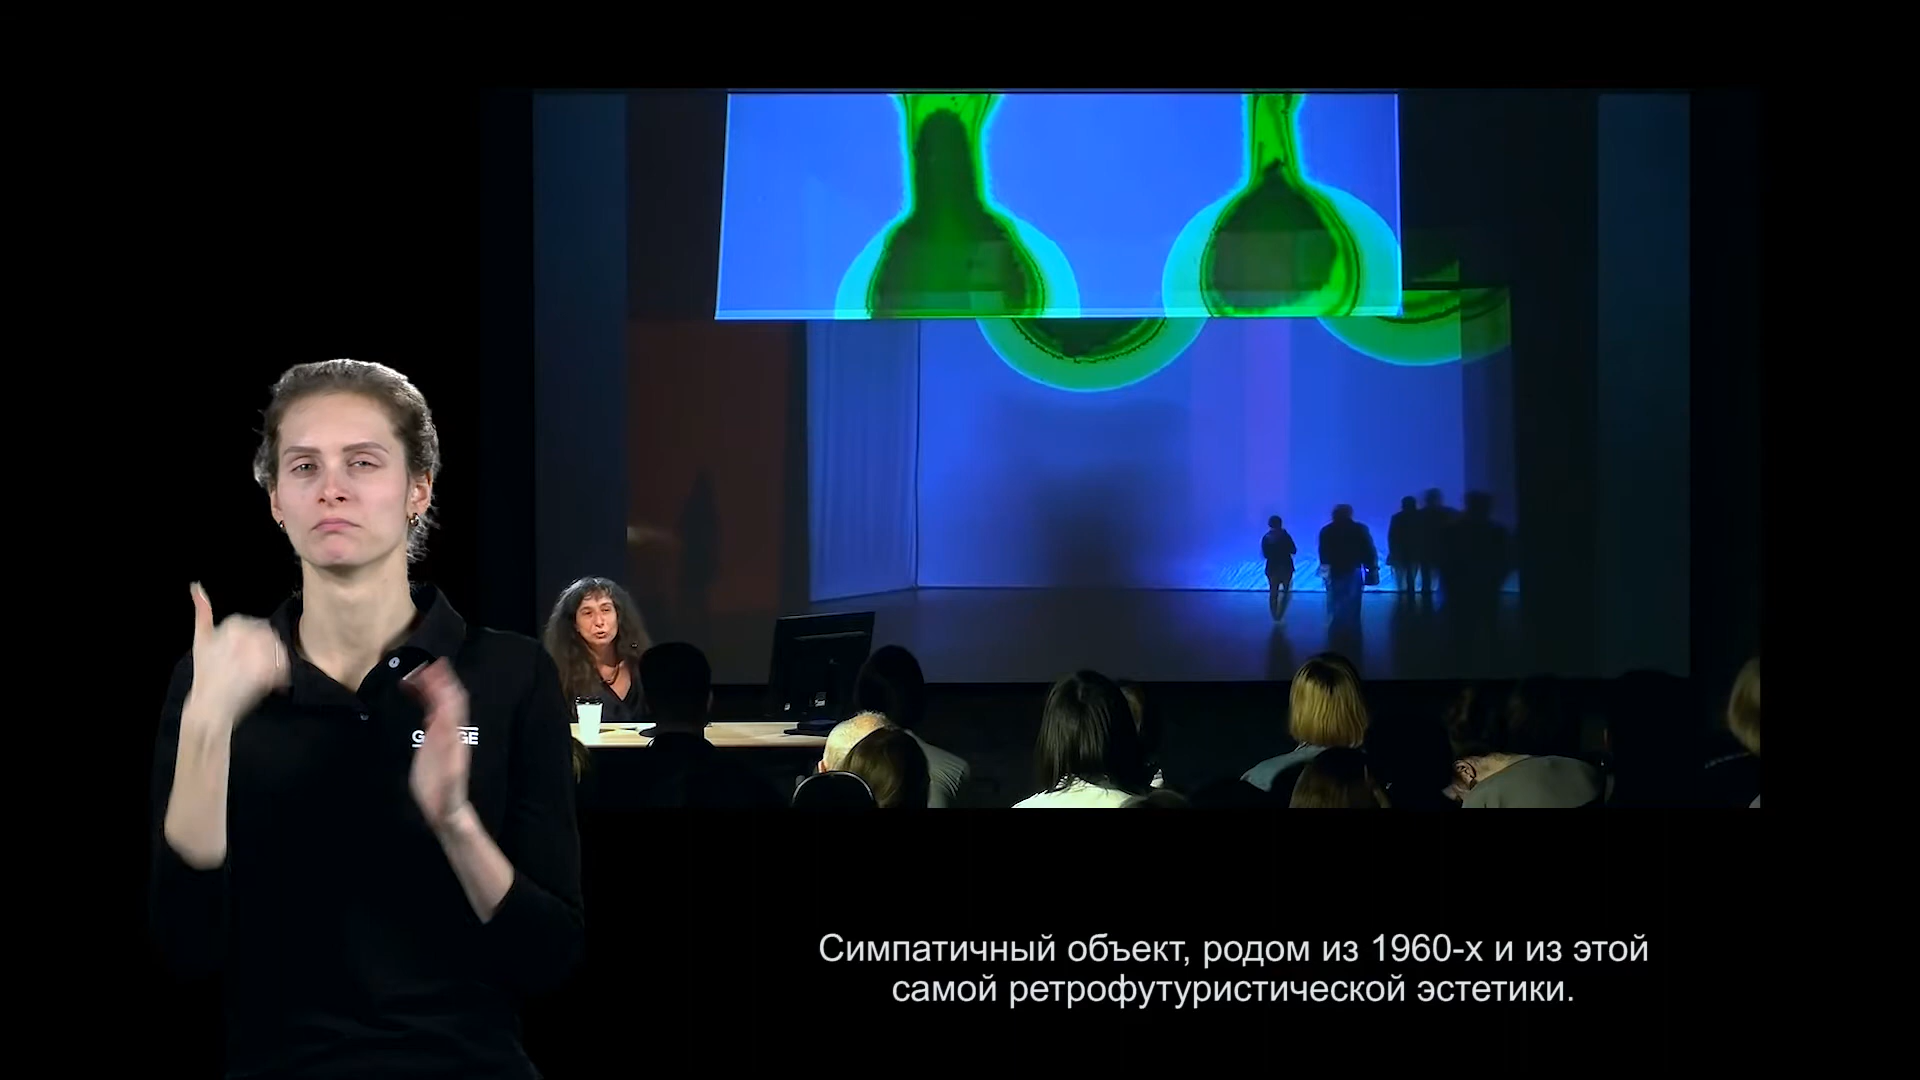 Симпатичный объект, родом из 1960-х и из этой
самой ретрофутуристической эстетики.